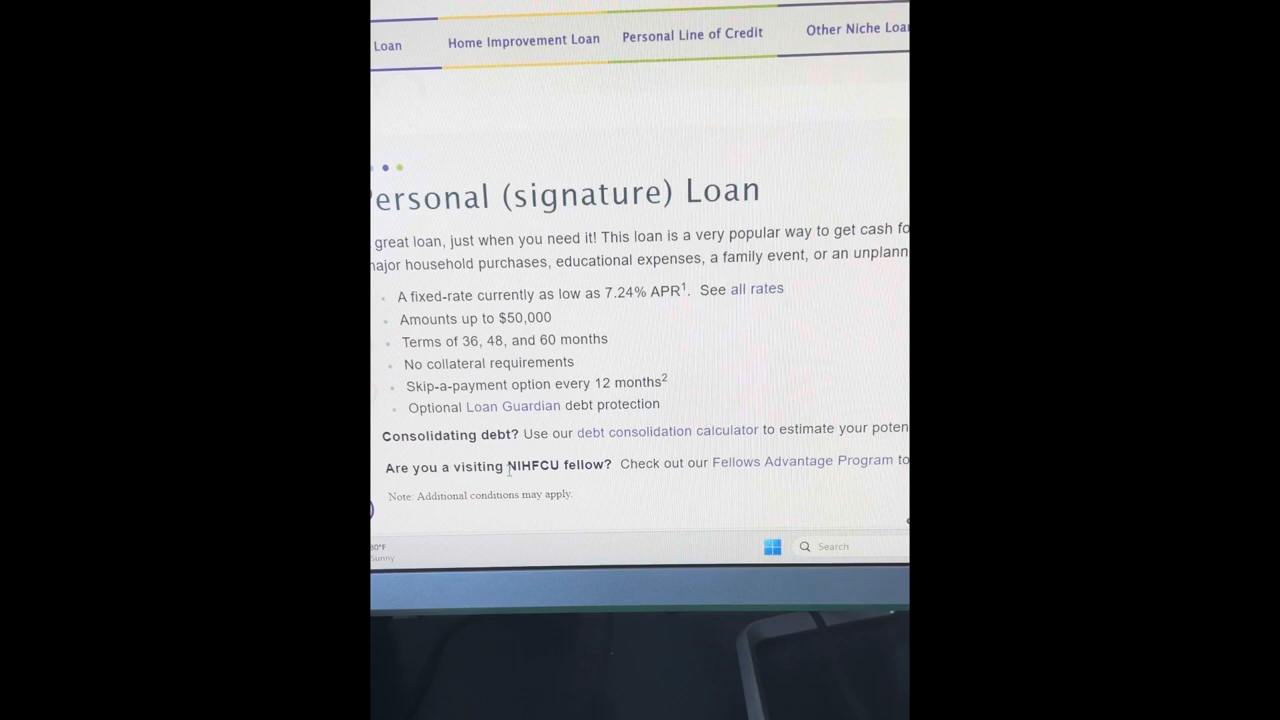 Loan Home Improvement Loan Personal Line of Credit Other Niche Loan
Personal (signature) Loan
great loan, just when you need it! This loan is a very popular way to get cash fo
major household purchases, educational expenses, a family event, or an unplann
A fixed-rate currently as low as 7.24% APR¹. See all rates
Amounts up to $50,000
Terms of 36, 48, and 60 months
No collateral requirements
Skip-a-payment option every 12 months²
Optional Loan Guardian debt protection
Consolidating debt? Use our debt consolidation calculator to estimate your poten
Are you a visiting NIHFCU fellow? Check out our Fellows Advantage Program to
Note: Additional conditions may apply.
Sunny
Search